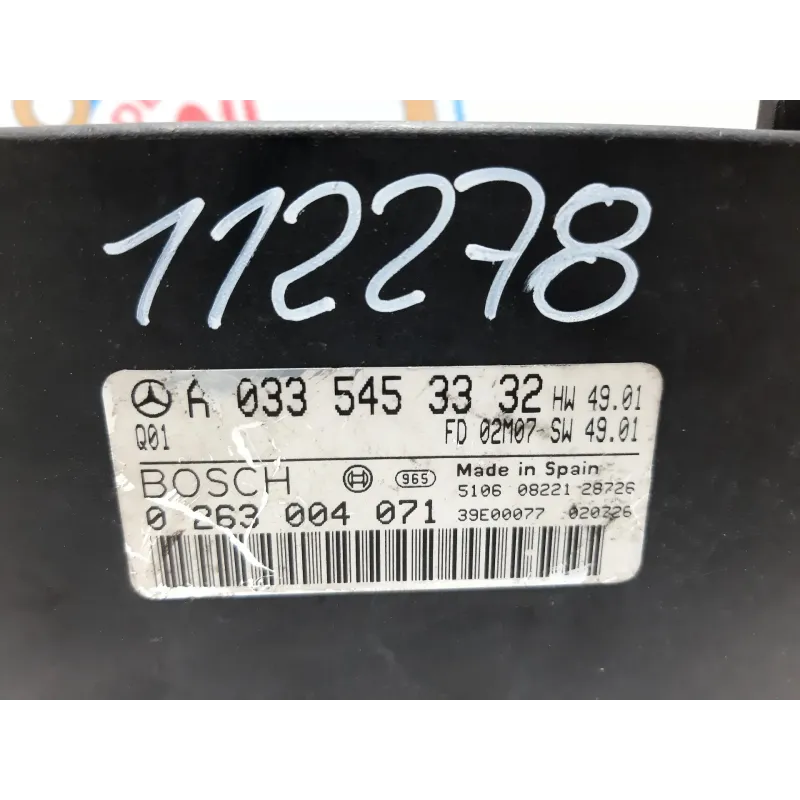 112278
A 033 545 33 32 HW 49.01
Q01 FD 02M07 SW 49.01
BOSCH 965 Made in Spain
5106 08221 28726
0 263 004 071 39E00077 020726